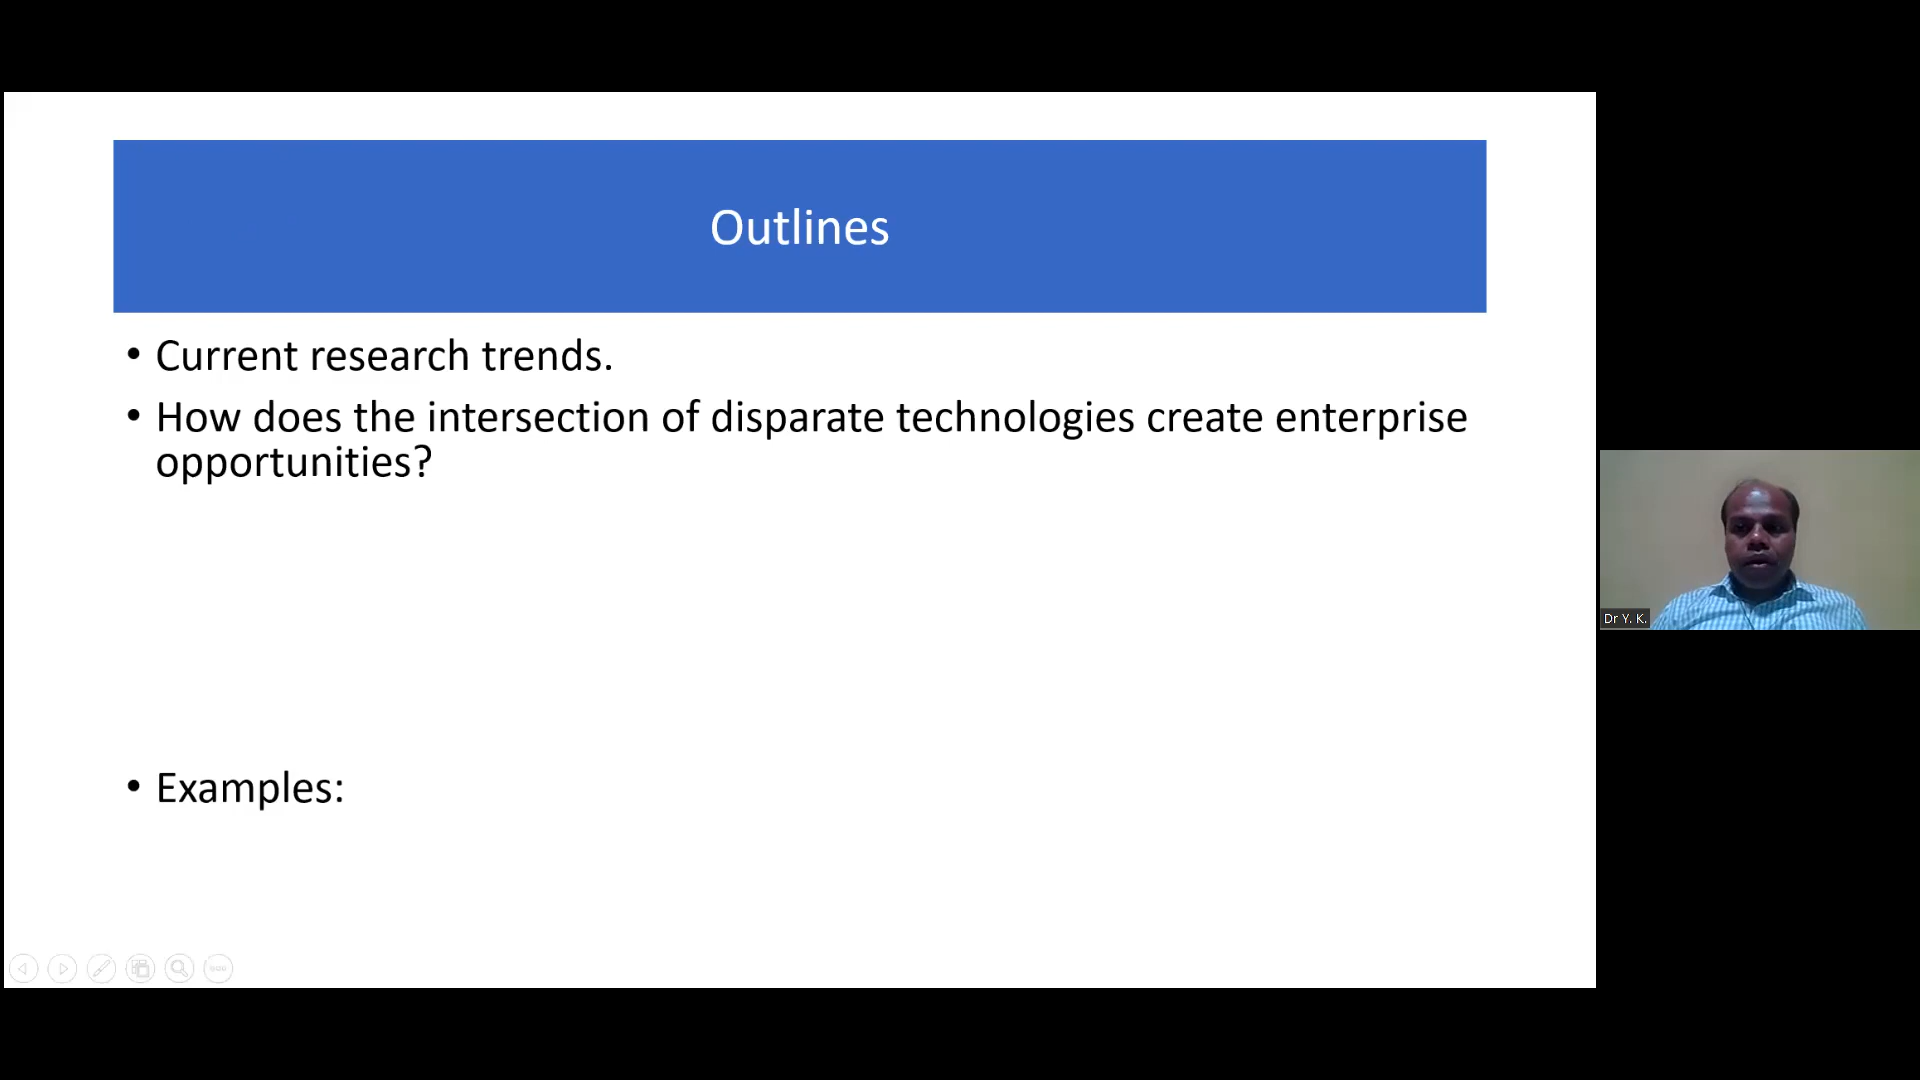 Outlines
• Current research trends.
• How does the intersection of disparate technologies create enterprise
opportunities?
• Examples:
Dr Y. K.